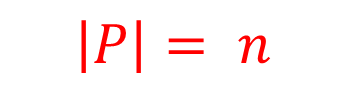 |P| = n